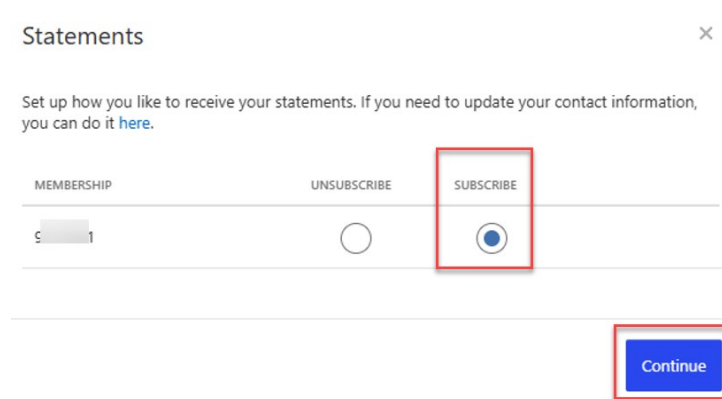 Statements
Set up how you like to receive your statements. If you need to update your contact information,
you can do it here.
MEMBERSHIP UNSUBSCRIBE SUBSCRIBE
Continue